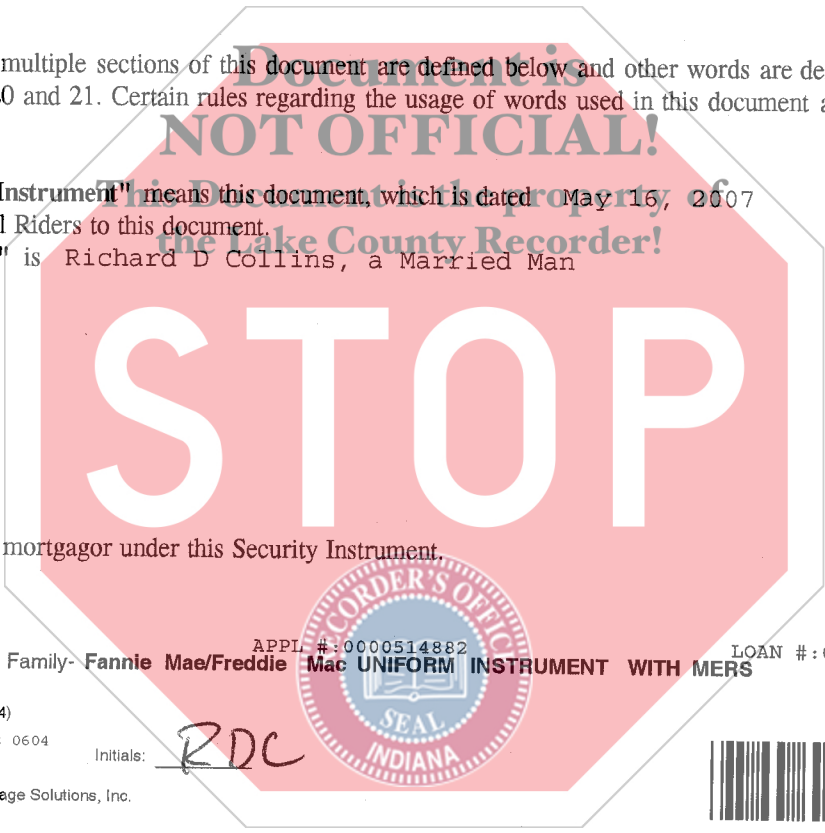 multiple sections of this document are defined below and other words are de
0 and 21. Certain rules regarding the usage of words used in this document a
Document is
NOT OFFICIAL!
This Document is the property of
the Lake County Recorder!
Instrument" means this document, which is dated May 16, 2007
l Riders to this document.
" is Richard D Collins, a Married Man
STOP
mortgagor under this Security Instrument.
RECORDER'S OFFICE
SEAL
INDIANA
APPL #:0000514882
LOAN #:
Family- Fannie Mae/Freddie Mac UNIFORM INSTRUMENT WITH MERS
4)
0604
Initials: RDC
age Solutions, Inc.